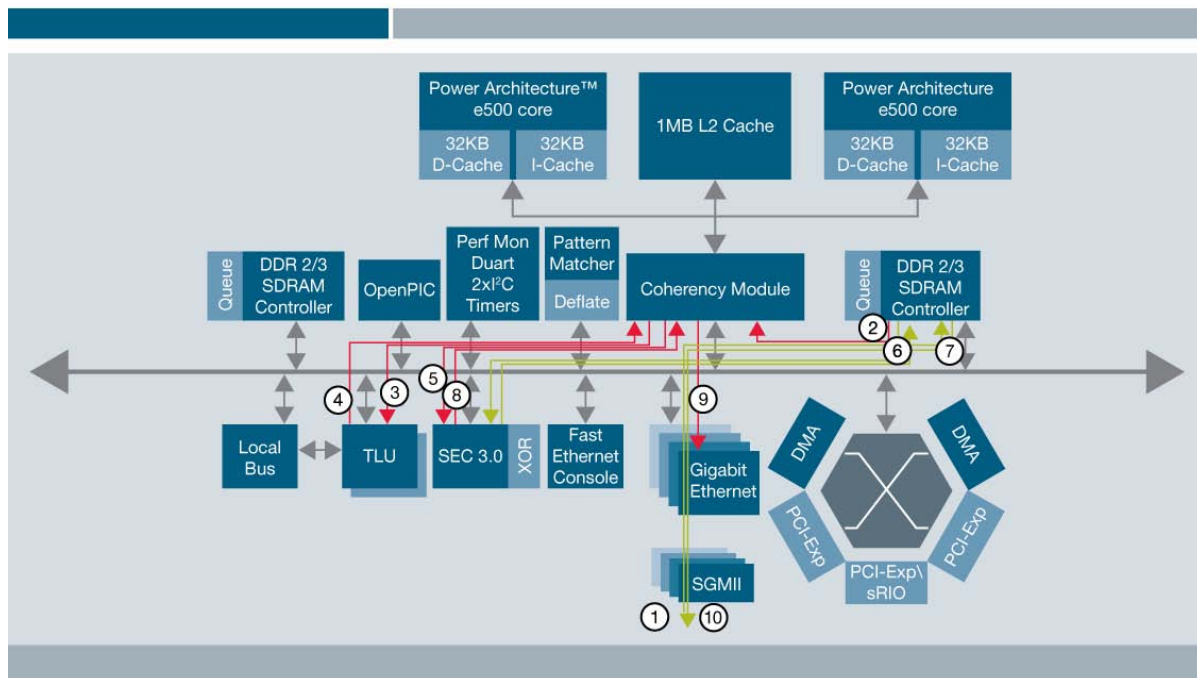 Power Architecture™
e500 core
32KB
D-Cache
32KB
I-Cache
1MB L2 Cache
Power Architecture
e500 core
32KB
D-Cache
32KB
I-Cache
Queue
DDR 2/3
SDRAM
Controller
OpenPIC
Perf Mon
Duart
2xI²C
Timers
Pattern
Matcher
Deflate
Coherency Module
Queue
DDR 2/3
SDRAM
Controller
2
6
7
4
3
5
8
9
Local
Bus
TLU
SEC 3.0
XOR
Fast
Ethernet
Console
Gigabit
Ethernet
DMA
DMA
PCI-Exp
PCI-Exp
PCI-Exp\
sRIO
SGMII
1
10